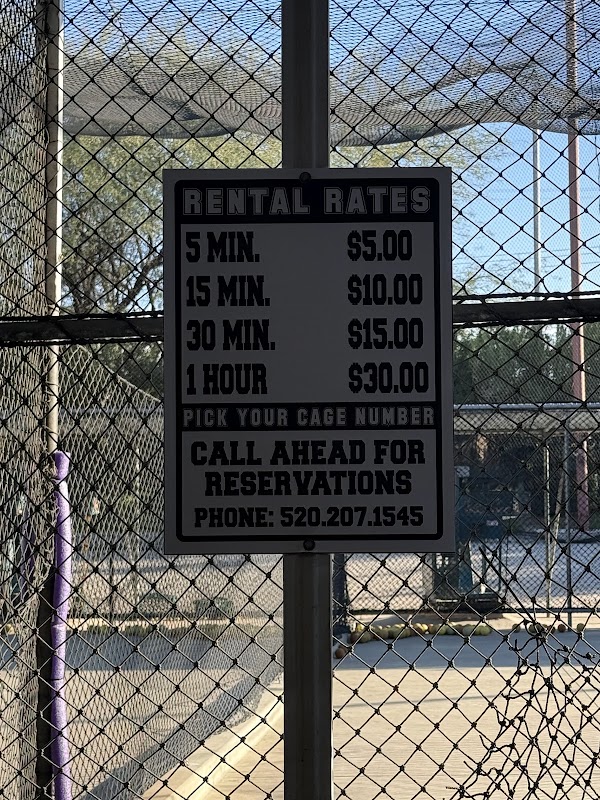 RENTAL RATES
5 MIN. $5.00
15 MIN. $10.00
30 MIN. $15.00
1 HOUR $30.00
PICK YOUR CAGE NUMBER
CALL AHEAD FOR
RESERVATIONS
PHONE: 520.207.1545